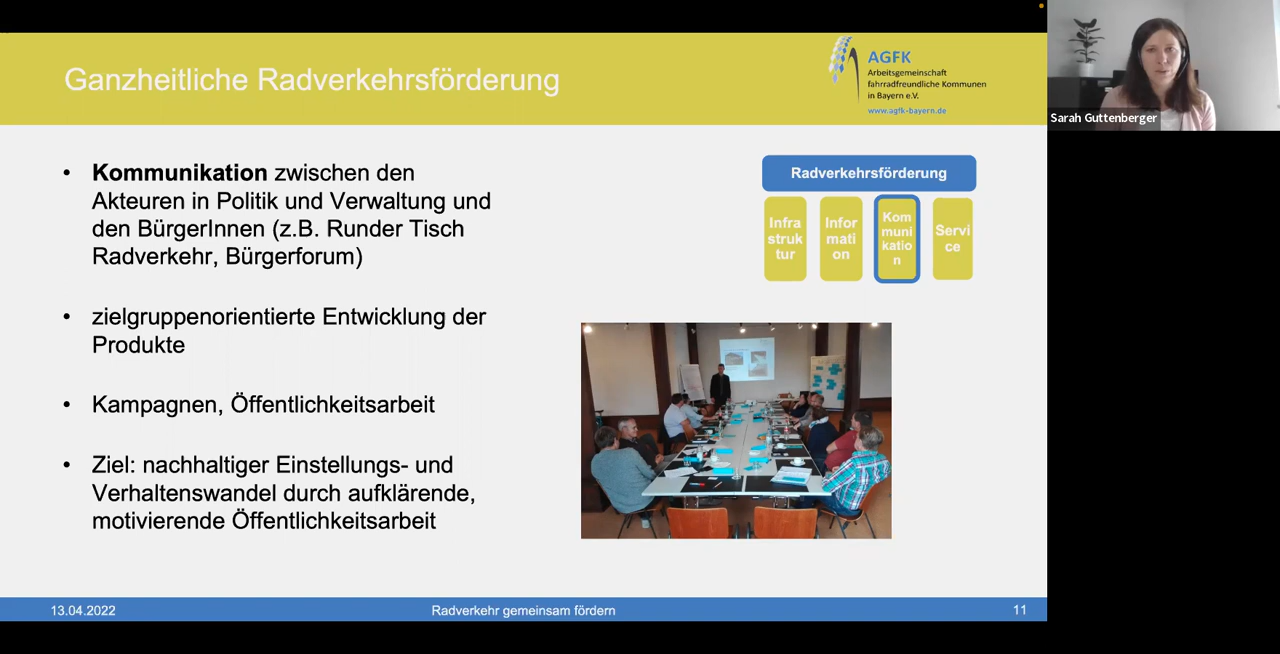 Ganzheitliche Radverkehrsförderung
AGFK
Arbeitsgemeinschaft
fahrradfreundliche Kommunen
in Bayern e.V.
www.agfk-bayern.de
Sarah Guttenberger
• Kommunikation zwischen den
Akteuren in Politik und Verwaltung und
den BürgerInnen (z.B. Runder Tisch
Radverkehr, Bürgerforum)
• zielgruppenorientierte Entwicklung der
Produkte
• Kampagnen, Öffentlichkeitsarbeit
• Ziel: nachhaltiger Einstellungs- und
Verhaltenswandel durch aufklärende,
motivierende Öffentlichkeitsarbeit
Radverkehrsförderung
Infra
struk
tur
Infor
mati
on
Kom
muni
katio
n
Servi
ce
13.04.2022
Radverkehr gemeinsam fördern
11